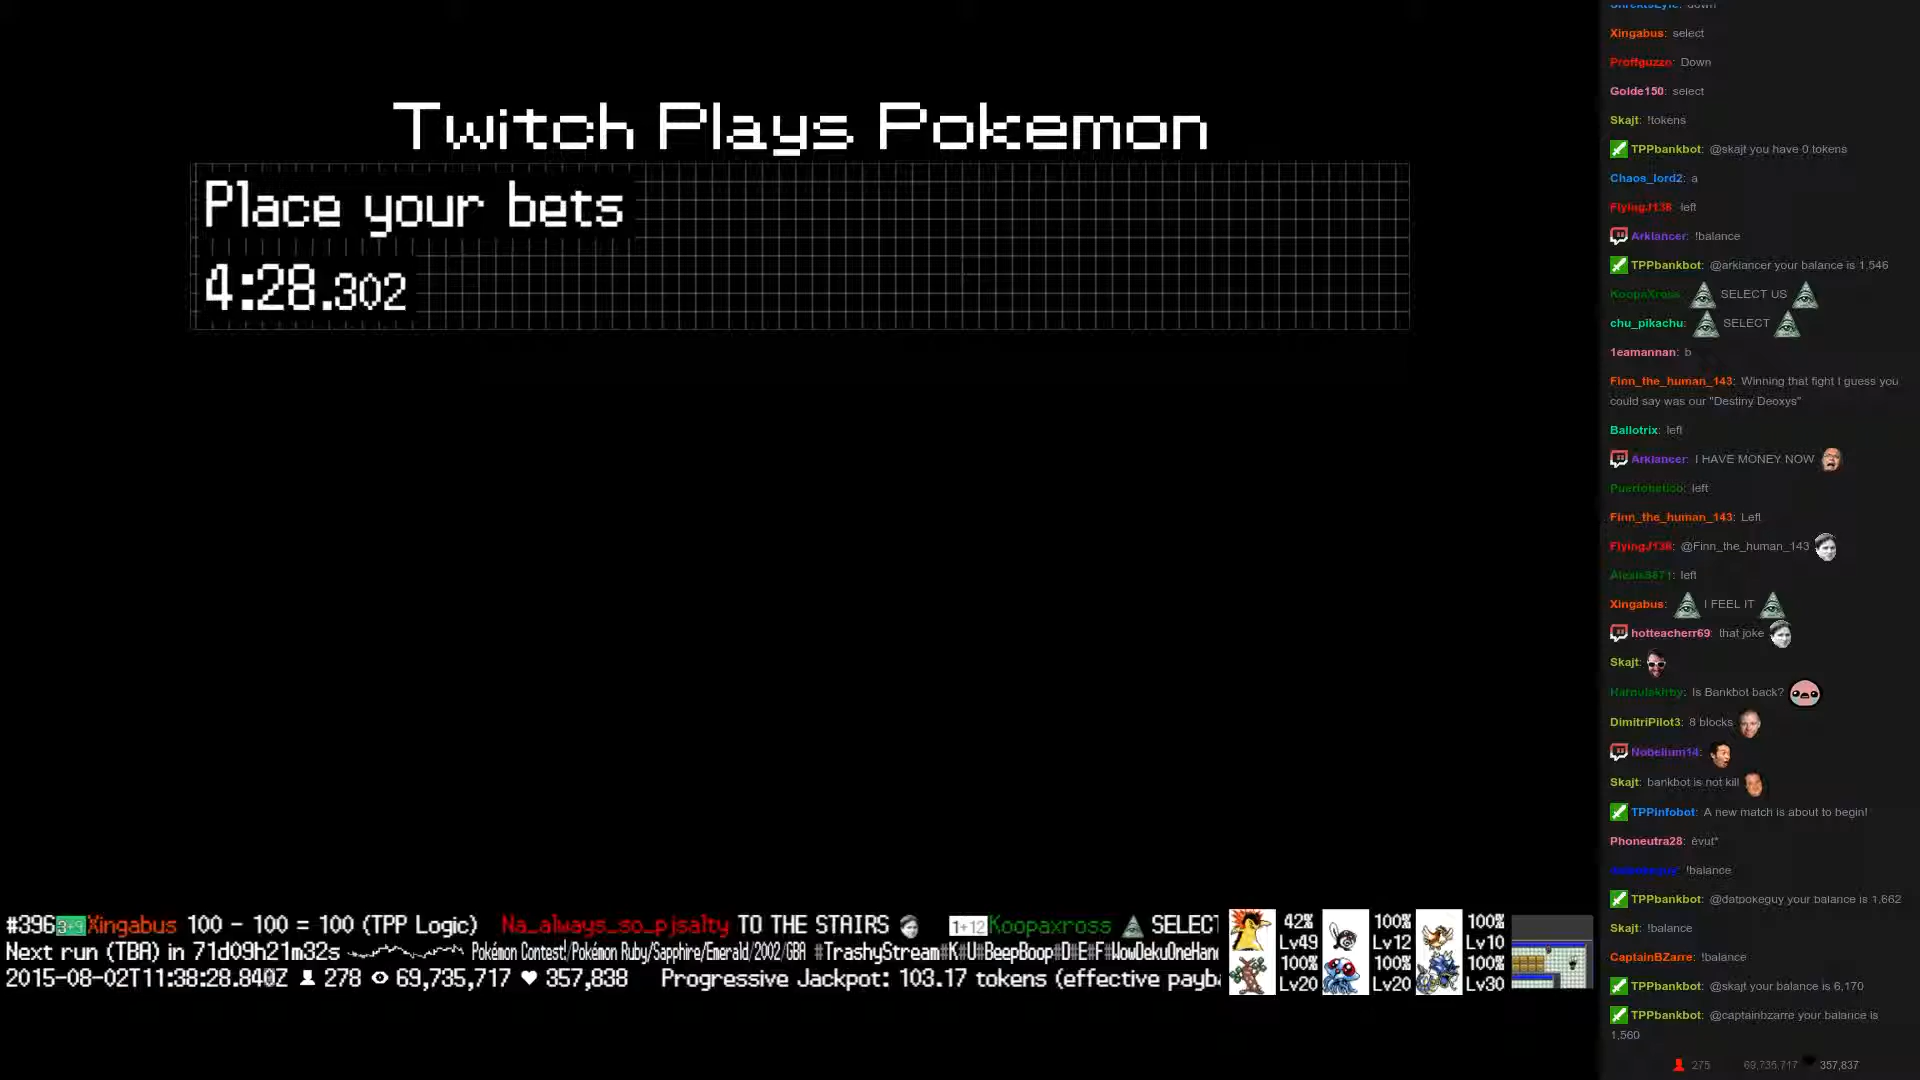 Twitch Plays Pokemon
Place your bets
4:28.302
#396 3+9 Xingabus 100 - 100 = 100 (TPP Logic) Na_always_so_pjsalty TO THE STAIRS 1+12 Koopaxross SELECT
Next run (TBA) in 71d09h21m32s Pokémon Contest!/Pokémon Ruby/Sapphire/Emerald/2002/GBA #TrashyStream#K#U#BeepBoop#D#E#F#WowDekuOneHand
2015-08-02T11:38:28.840Z 278 69,735,717 357,838 Progressive Jackpot: 103.17 tokens (effective payb
42% 100% 100%
Lv49 Lv12 Lv10
100% 100% 100%
Lv20 Lv20 Lv30
down
Xingabus: select
Proffguzzo: Down
Golde150: select
Skajt: !tokens
TPPbankbot: @skajt you have 0 tokens
Chaos_lord2: a
FlyingJ138: left
Arklancer: !balance
TPPbankbot: @arklancer your balance is 1,546
KoopaXross: SELECT US
chu_pikachu: SELECT
1eamannan: b
Finn_the_human_143: Winning that fight I guess you
could say was our "Destiny Deoxys"
Ballotrix: left
Arklancer: I HAVE MONEY NOW
left
Finn_the_human_143: Left
FlyingJ138: @Finn_the_human_143
left
Xingabus: I FEEL IT
hotteacherr69: that joke
Skajt:
Is Bankbot back?
DimitriPilot3: 8 blocks
Nobelium14:
Skajt: bankbot is not kill
TPPinfobot: A new match is about to begin!
Phoneutra28: evut*
!balance
TPPbankbot: @datpokeguy your balance is 1,662
Skajt: !balance
CaptainBZarre: !balance
TPPbankbot: @skajt your balance is 6,170
TPPbankbot: @captainbzarre your balance is
1,560
275 69,735,717 357,837